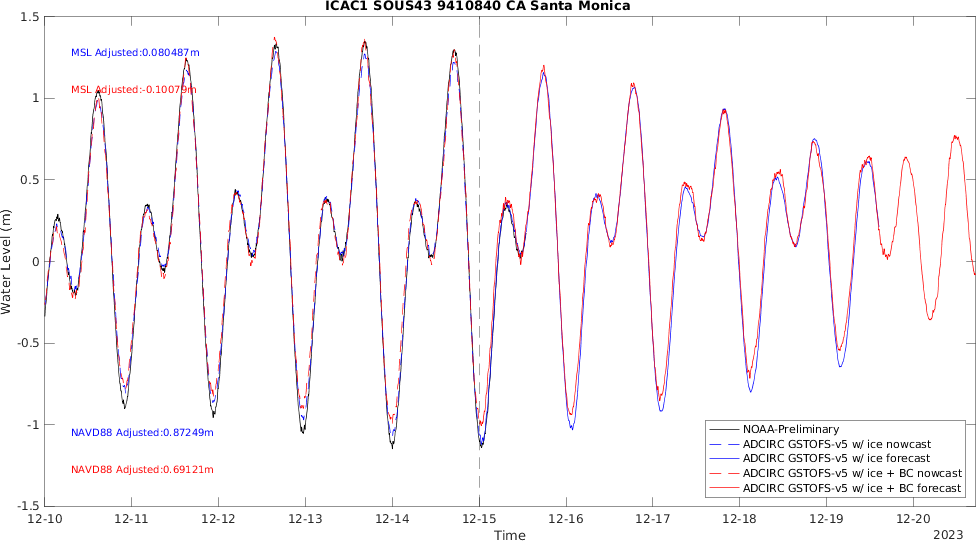 ICAC1 SOUS43 9410840 CA Santa Monica
1.5
MSL Adjusted:0.080487m
MSL Adjusted:-0.10079m
1
0.5
Water Level (m)
0
-0.5
-1
NAVD88 Adjusted:0.87249m
NAVD88 Adjusted:0.69121m
-1.5
NOAA-Preliminary
ADCIRC GSTOFS-v5 w/ ice nowcast
ADCIRC GSTOFS-v5 w/ ice forecast
ADCIRC GSTOFS-v5 w/ ice + BC nowcast
ADCIRC GSTOFS-v5 w/ ice + BC forecast
12-10 12-11 12-12 12-13 12-14 12-15 12-16 12-17 12-18 12-19 12-20
Time
2023